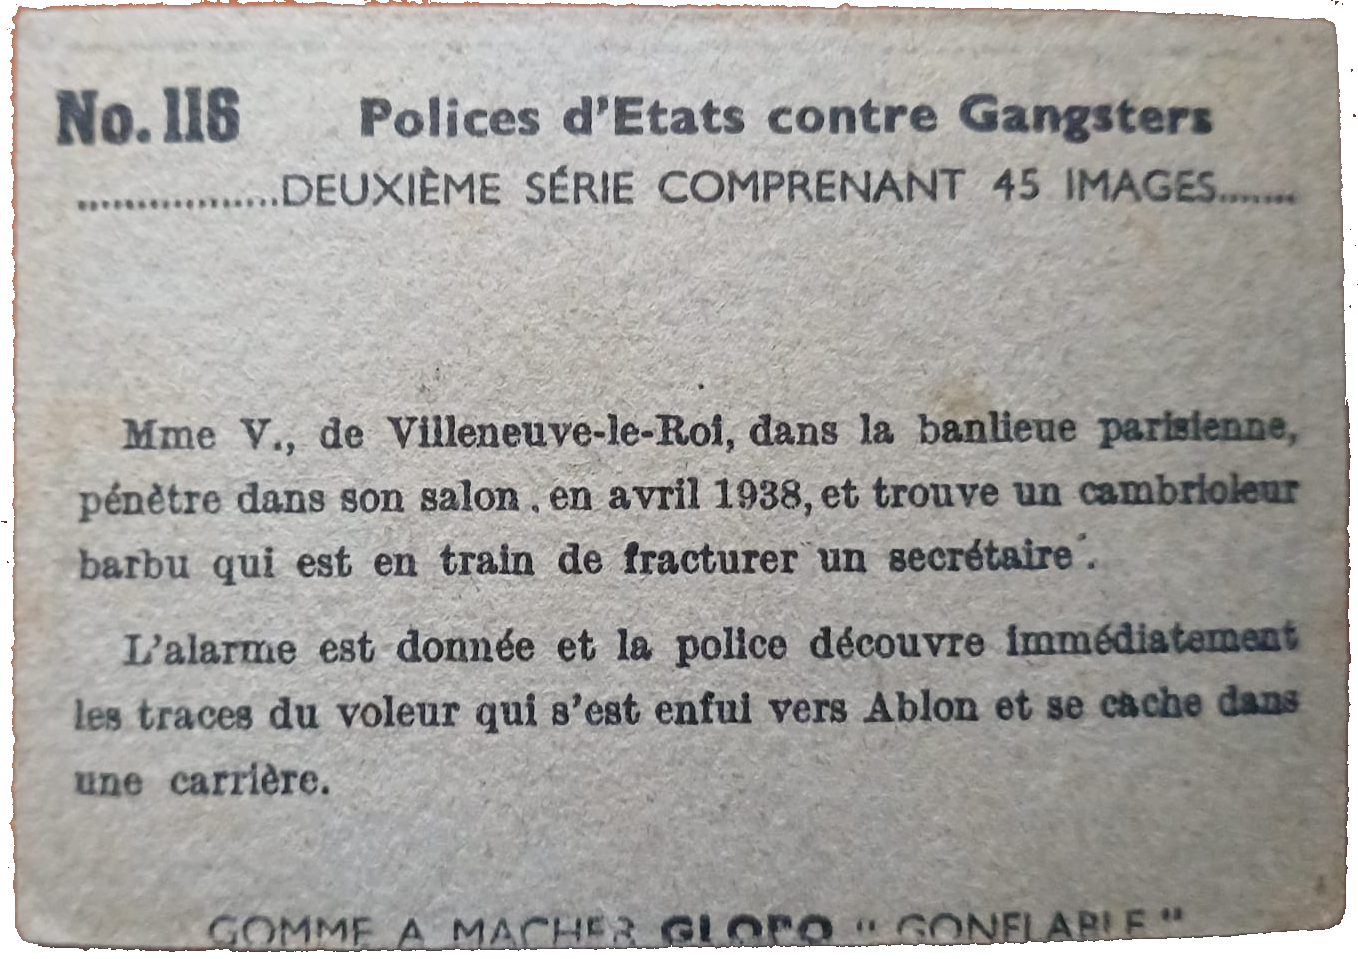 No. 116 Polices d'Etats contre Gangsters
.................DEUXIÈME SÉRIE COMPRENANT 45 IMAGES.......
Mme V., de Villeneuve-le-Roi, dans la banlieue parisienne,
pénètre dans son salon , en avril 1938, et trouve un cambrioleur
barbu qui est en train de fracturer un secrétaire .
L'alarme est donnée et la police découvre immédiatement
les traces du voleur qui s'est enfui vers Ablon et se cache dans
une carrière.
GOMME A MACHER GLOBO " GONFLABLE "